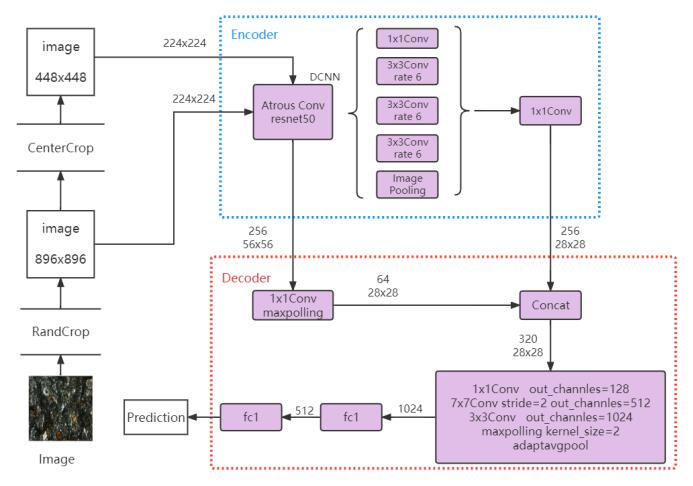 Encoder
image
448x448
224x224
DCNN
Atrous Conv
resnet50
224x224
1x1Conv
3x3Conv
rate 6
3x3Conv
rate 6
3x3Conv
rate 6
Image
Pooling
1x1Conv
CenterCrop
image
896x896
256
56x56
256
28x28
Decoder
1x1Conv
maxpolling
64
28x28
Concat
RandCrop
320
28x28
1x1Conv out_channles=128
7x7Conv stride=2 out_channles=512
3x3Conv out_channles=1024
maxpolling kernel_size=2
adaptavgpool
1024
fc1
512
fc1
Prediction
Image